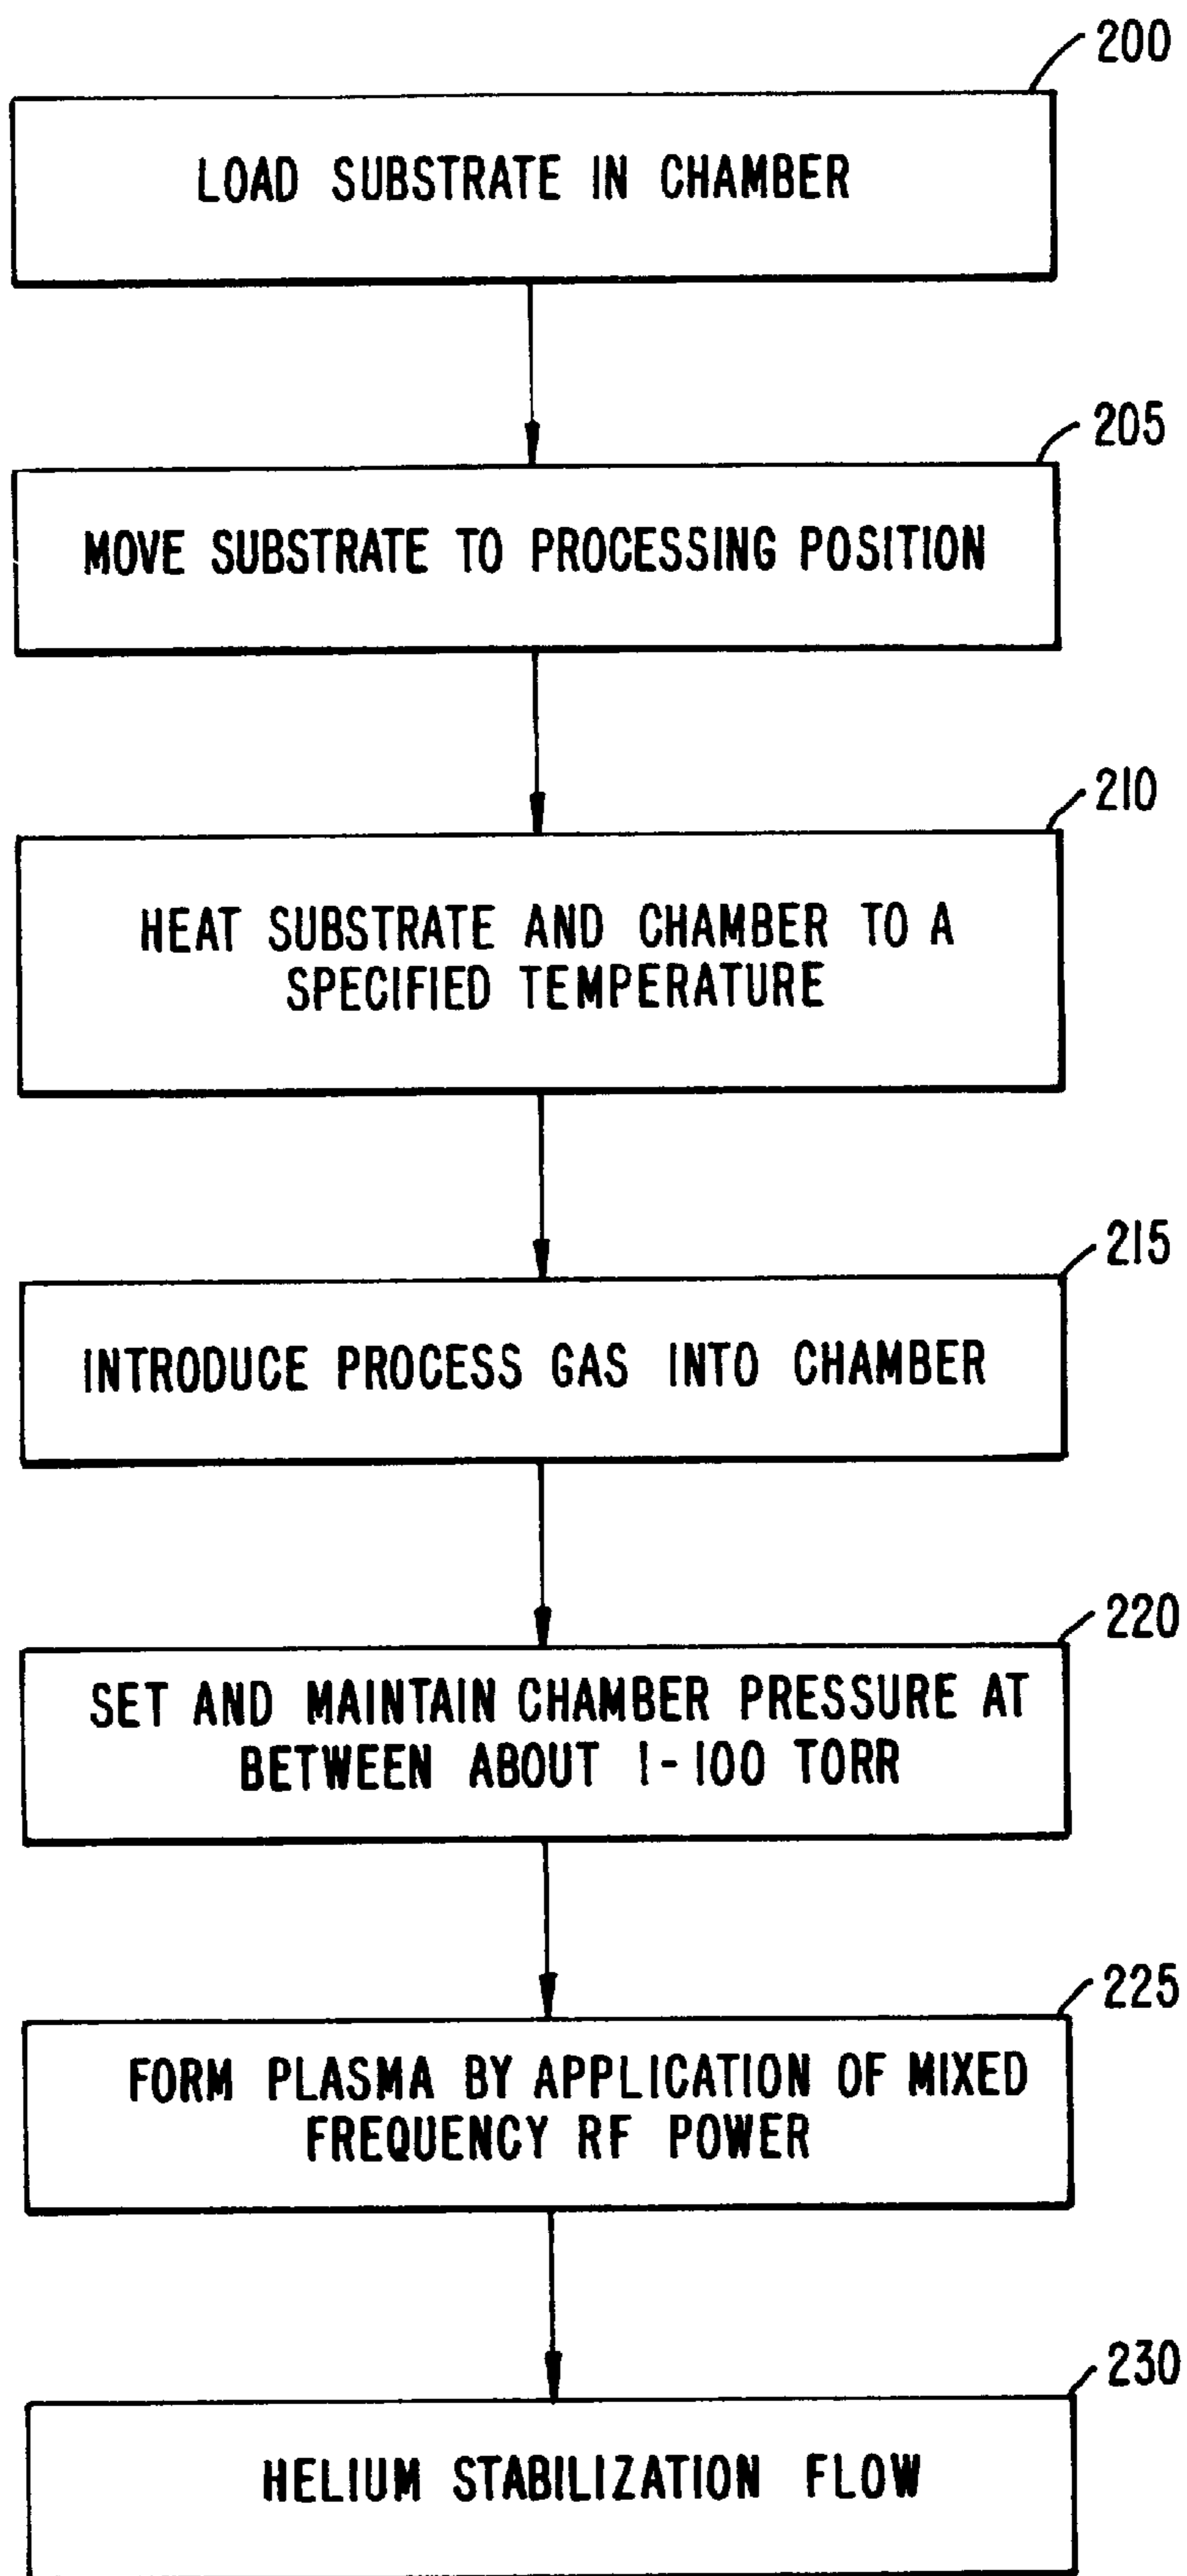 200
LOAD SUBSTRATE IN CHAMBER
205
MOVE SUBSTRATE TO PROCESSING POSITION
210
HEAT SUBSTRATE AND CHAMBER TO A
SPECIFIED TEMPERATURE
215
INTRODUCE PROCESS GAS INTO CHAMBER
220
SET AND MAINTAIN CHAMBER PRESSURE AT
BETWEEN ABOUT 1-100 TORR
225
FORM PLASMA BY APPLICATION OF MIXED
FREQUENCY RF POWER
230
HELIUM STABILIZATION FLOW